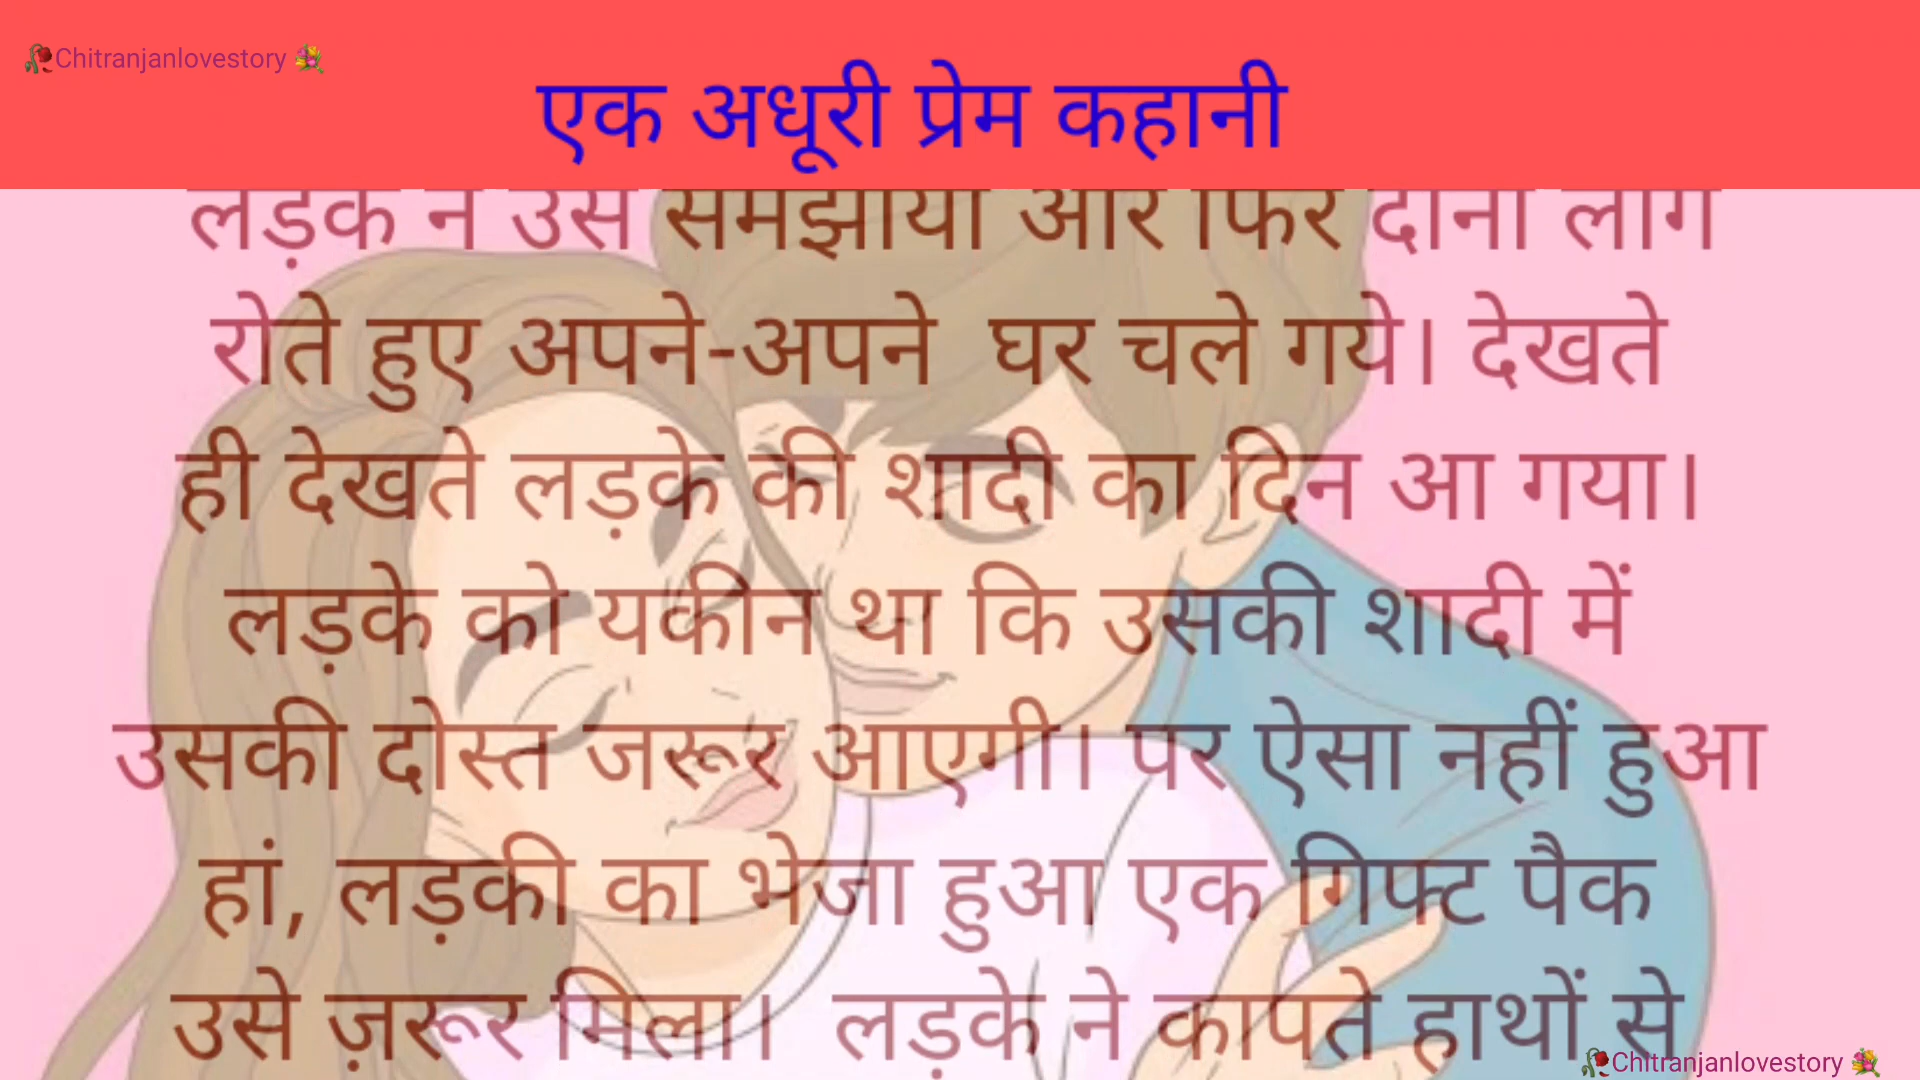 🥀Chitranjanlovestory 💐
एक अधूरी प्रेम कहानी
लड़के ने उसे समझाया और फिर दोनों लोग
रोते हुए अपने-अपने  घर चले गये। देखते
ही देखते लड़के की शादी का दिन आ गया।
लड़के को यकीन था कि उसकी शादी में
उसकी दोस्त जरूर आएगी। पर ऐसा नहीं हुआ
हां, लड़की का भेजा हुआ एक गिफ्ट पैक
उसे ज़रूर मिला।  लड़के ने कापते हाथों से
🥀Chitranjanlovestory 💐